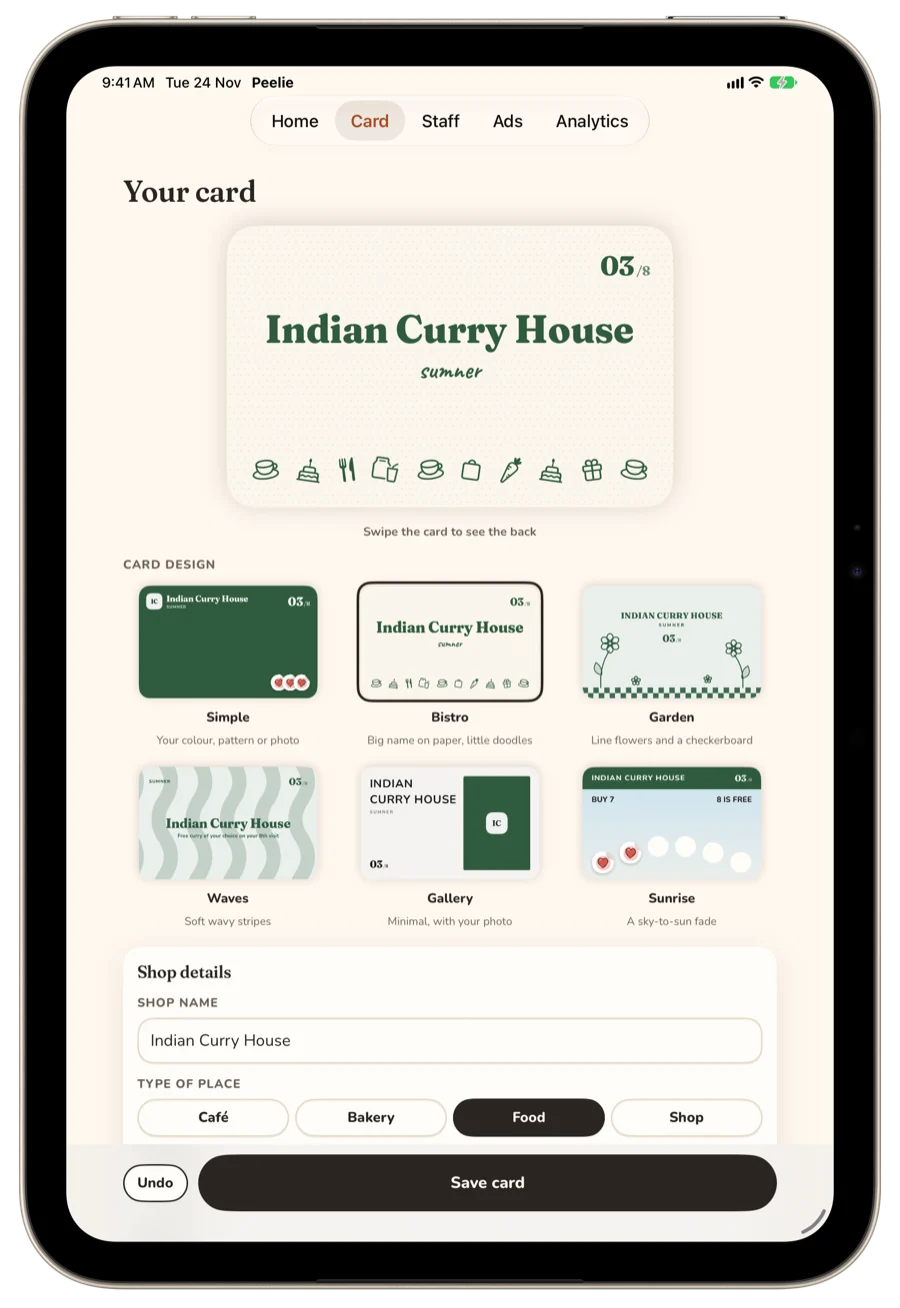 9:41 AM Tue 24 Nov Peelie
Home Card Staff Ads Analytics
Your card
03/8
Indian Curry House
sumner
Swipe the card to see the back
CARD DESIGN
IC Indian Curry House 03/8
SUMNER
Simple
Your colour, pattern or photo
03/8
Indian Curry House
sumner
Bistro
Big name on paper, little doodles
INDIAN CURRY HOUSE
SUMNER
03/8
Garden
Line flowers and a checkerboard
SUMNER 03/8
Indian Curry House
Free curry of your choice on your 8th visit
Waves
Soft wavy stripes
INDIAN
CURRY HOUSE
SUMNER
IC
03/8
Gallery
Minimal, with your photo
INDIAN CURRY HOUSE 03/8
BUY 7 8 IS FREE
Sunrise
A sky-to-sun fade
Shop details
SHOP NAME
Indian Curry House
TYPE OF PLACE
Café Bakery Food Shop
Undo Save card